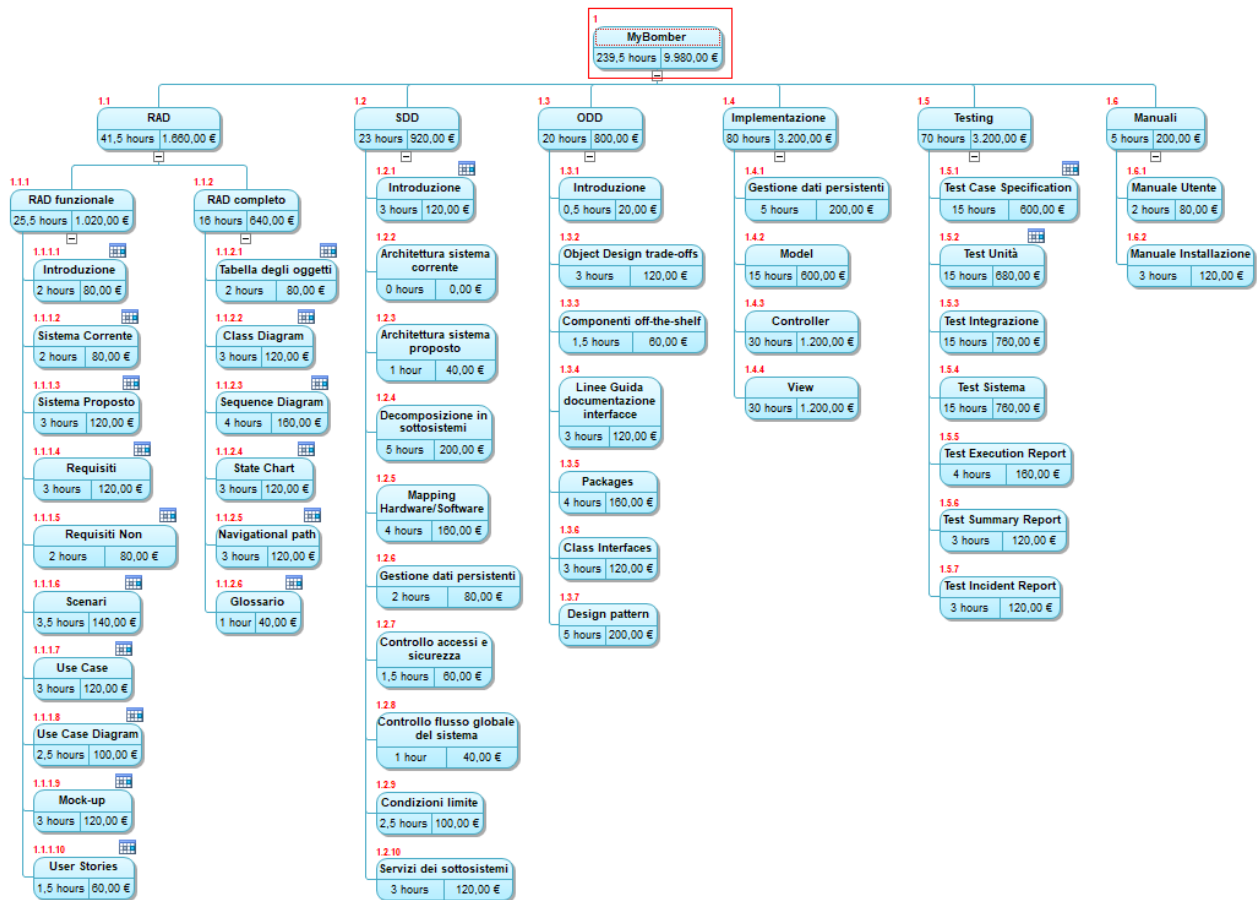 1
MyBomber
239,5 hours 9.980,00 €
1.1
RAD
41,5 hours 1.660,00 €
1.1.1
RAD funzionale
25,5 hours 1.020,00 €
1.1.1.1
Introduzione
2 hours 80,00 €
1.1.1.2
Sistema Corrente
2 hours 80,00 €
1.1.1.3
Sistema Proposto
3 hours 120,00 €
1.1.1.4
Requisiti
3 hours 120,00 €
1.1.1.5
Requisiti Non
2 hours 80,00 €
1.1.1.6
Scenari
3,5 hours 140,00 €
1.1.1.7
Use Case
3 hours 120,00 €
1.1.1.8
Use Case Diagram
2,5 hours 100,00 €
1.1.1.9
Mock-up
3 hours 120,00 €
1.1.1.10
User Stories
1,5 hours 60,00 €
1.1.2
RAD completo
16 hours 640,00 €
1.1.2.1
Tabella degli oggetti
2 hours 80,00 €
1.1.2.2
Class Diagram
3 hours 120,00 €
1.1.2.3
Sequence Diagram
4 hours 160,00 €
1.1.2.4
State Chart
3 hours 120,00 €
1.1.2.5
Navigational path
3 hours 120,00 €
1.1.2.6
Glossario
1 hour 40,00 €
1.2
SDD
23 hours 920,00 €
1.2.1
Introduzione
3 hours 120,00 €
1.2.2
Architettura sistema
corrente
0 hours 0,00 €
1.2.3
Architettura sistema
proposto
1 hour 40,00 €
1.2.4
Decomposizione in
sottosistemi
5 hours 200,00 €
1.2.5
Mapping
Hardware/Software
4 hours 160,00 €
1.2.6
Gestione dati persistenti
2 hours 80,00 €
1.2.7
Controllo accessi e
sicurezza
1,5 hours 60,00 €
1.2.8
Controllo flusso globale
del sistema
1 hour 40,00 €
1.2.9
Condizioni limite
2,5 hours 100,00 €
1.2.10
Servizi dei sottosistemi
3 hours 120,00 €
1.3
ODD
20 hours 800,00 €
1.3.1
Introduzione
0,5 hours 20,00 €
1.3.2
Object Design trade-offs
3 hours 120,00 €
1.3.3
Componenti off-the-shelf
1,5 hours 60,00 €
1.3.4
Linee Guida
documentazione
interfacce
3 hours 120,00 €
1.3.5
Packages
4 hours 160,00 €
1.3.6
Class Interfaces
3 hours 120,00 €
1.3.7
Design pattern
5 hours 200,00 €
1.4
Implementazione
80 hours 3.200,00 €
1.4.1
Gestione dati persistenti
5 hours 200,00 €
1.4.2
Model
15 hours 600,00 €
1.4.3
Controller
30 hours 1.200,00 €
1.4.4
View
30 hours 1.200,00 €
1.5
Testing
70 hours 3.200,00 €
1.5.1
Test Case Specification
15 hours 600,00 €
1.5.2
Test Unità
15 hours 680,00 €
1.5.3
Test Integrazione
15 hours 760,00 €
1.5.4
Test Sistema
15 hours 760,00 €
1.5.5
Test Execution Report
4 hours 160,00 €
1.5.6
Test Summary Report
3 hours 120,00 €
1.5.7
Test Incident Report
3 hours 120,00 €
1.6
Manuali
5 hours 200,00 €
1.6.1
Manuale Utente
2 hours 80,00 €
1.6.2
Manuale Installazione
3 hours 120,00 €